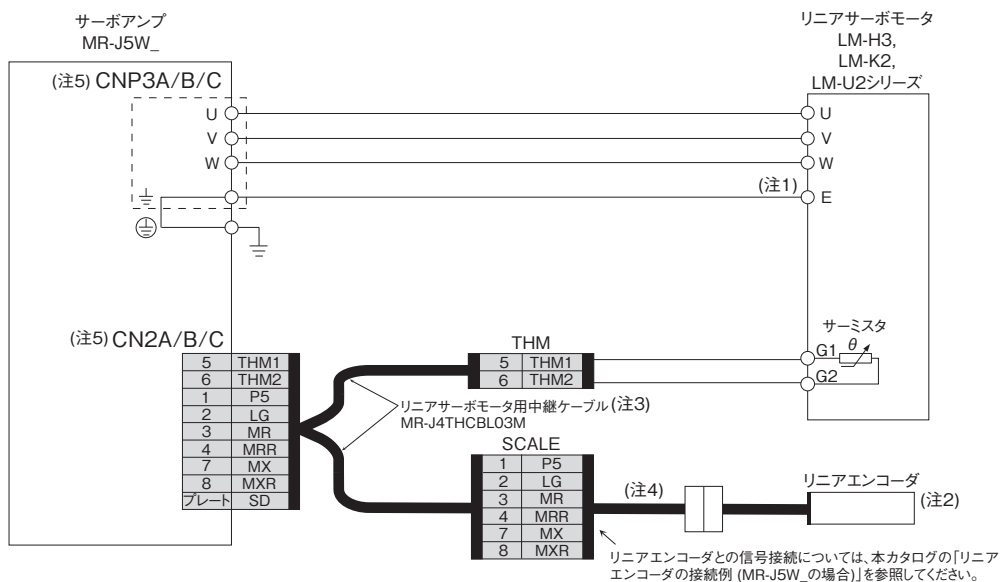 サーボアンプ
MR-J5W_
リニアサーボモータ
LM-H3,
LM-K2,
LM-U2シリーズ
(注5) CNP3A/B/C
U
V
W
U
V
W
(注1)
E
(注5) CN2A/B/C
5 THM1
6 THM2
1 P5
2 LG
3 MR
4 MRR
7 MX
8 MXR
プレート SD
THM
5 THM1
6 THM2
サーミスタ
θ
G1
G2
リニアサーボモータ用中継ケーブル(注3)
MR-J4THCBL03M
SCALE
1 P5
2 LG
3 MR
4 MRR
7 MX
8 MXR
(注4)
リニアエンコーダ
(注2)
リニアエンコーダとの信号接続については、本カタログの「リニア
エンコーダの接続例 (MR-J5W_の場合)」を参照してください。